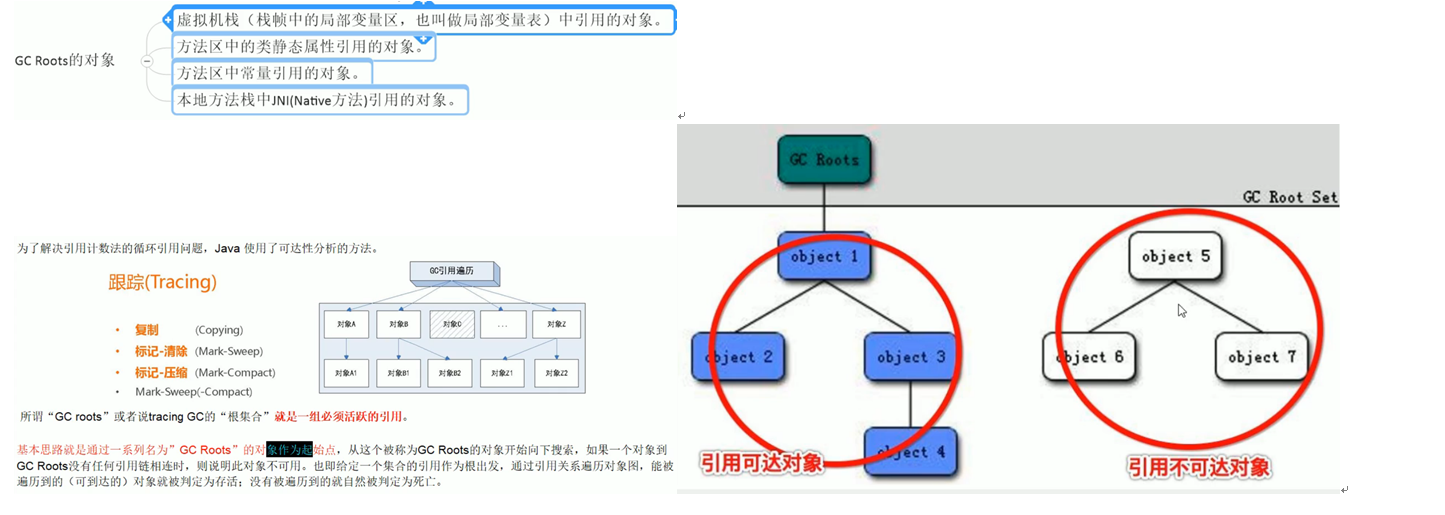 GC Roots的对象
虚拟机栈（栈帧中的局部变量区，也叫做局部变量表）中引用的对象。
方法区中的类静态属性引用的对象。
方法区中常量引用的对象。
本地方法栈中JNI(Native方法)引用的对象。
为了解决引用计数法的循环引用问题，Java 使用了可达性分析的方法。
跟踪(Tracing)
• 复制 (Copying)
• 标记-清除 (Mark-Sweep)
• 标记-压缩 (Mark-Compact)
• Mark-Sweep(-Compact)
GC引用遍历
对象A
对象B
对象C
...
对象Z
对象A1
对象B1
对象B2
对象Z1
对象Z2
所谓“GC roots”或者说tracing GC的“根集合”就是一组必须活跃的引用。
基本思路就是通过一系列名为”GC Roots”的对象作为起始点，从这个被称为GC Roots的对象开始向下搜索，如果一个对象到
GC Roots没有任何引用链相连时，则说明此对象不可用。也即给定一个集合的引用作为根出发，通过引用关系遍历对象图，能被
遍历到的（可到达的）对象就被判定为存活；没有被遍历到的就自然被判定为死亡。
GC Roots
GC Root Set
object 1
object 2
object 3
object 4
引用可达对象
object 5
object 6
object 7
引用不可达对象